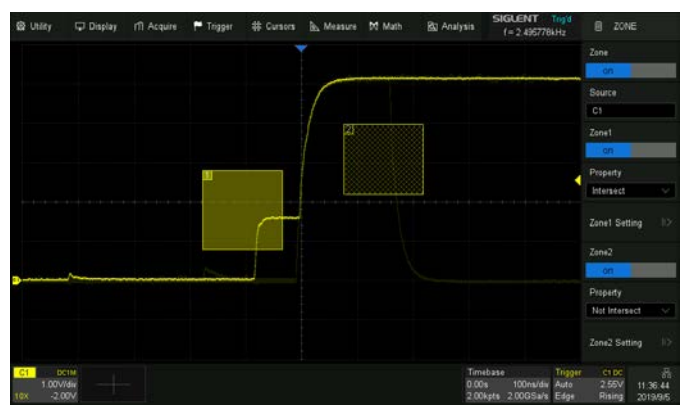 Utility Display Acquire Trigger Cursors Measure Math Analysis
SIGLENT Trig'd
f = 2.495778kHz
ZONE
Zone
on
Source
C1
Zone1
on
Property
Intersect
Zone1 Setting
Zone2
on
Property
Not Intersect
Zone2 Setting
1
2
C1 DC1M
1.00V/div
10X -2.00V
Timebase
0.00s 100ns/div
2.00kpts 2.00GSa/s
Trigger C1 DC
Auto 2.55V
Edge Rising
11:36:44
2019/9/5